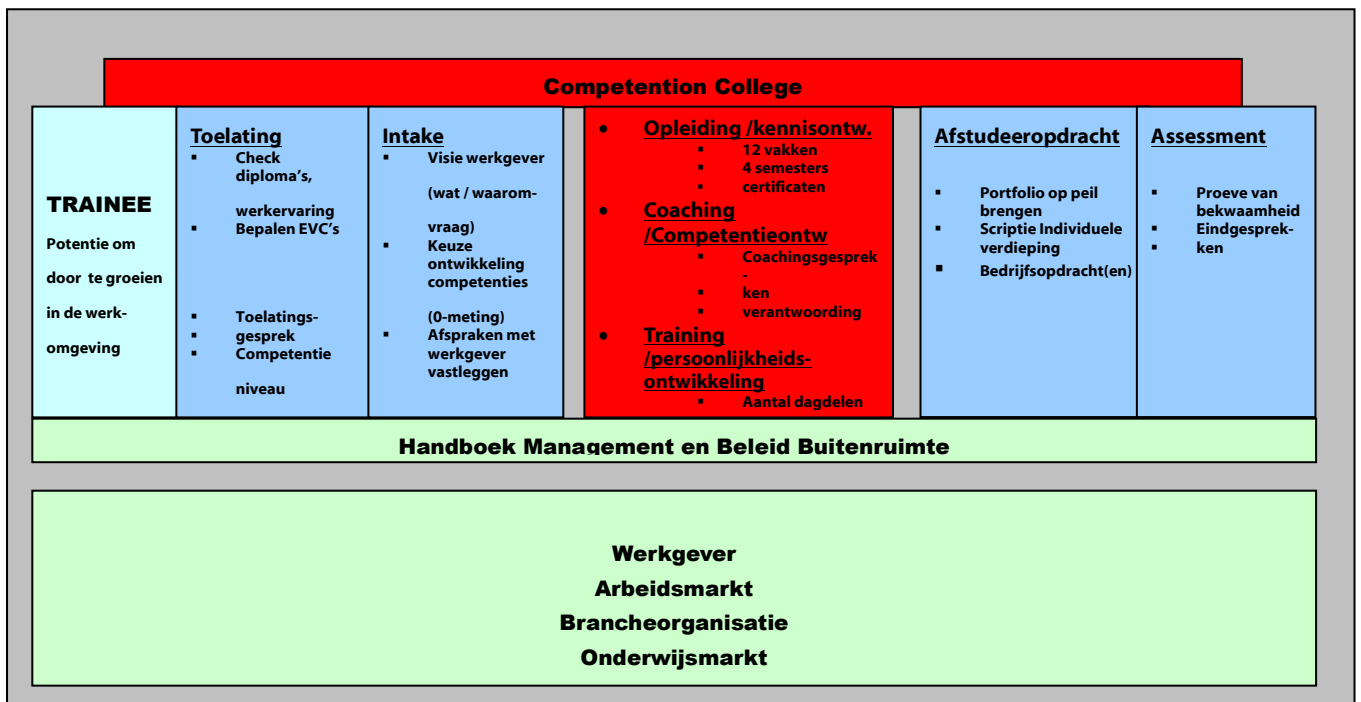 Competention College
TRAINEE
Potentie om
door te groeien
in de werk-
omgeving
Toelating
▪ Check
diploma's,
werkervaring
▪ Bepalen EVC's
▪ Toelatings-
▪ gesprek
▪ Competentie
niveau
Intake
▪ Visie werkgever
(wat / waarom-
vraag)
▪ Keuze
ontwikkeling
competenties
(0-meting)
▪ Afspraken met
werkgever
vastleggen
• Opleiding /kennisontw.
▪ 12 vakken
▪ 4 semesters
▪ certificaten
• Coaching
/Competentieontw
▪ Coachingsgesprek
-
▪ ken
▪ verantwoording
• Training
/persoonlijkheids-
ontwikkeling
▪ Aantal dagdelen
Afstudeeropdracht
▪ Portfolio op peil
brengen
▪ Scriptie Individuele
verdieping
▪ Bedrijfsopdracht(en)
Assessment
▪ Proeve van
bekwaamheid
▪ Eindgesprek-
▪ ken
Handboek Management en Beleid Buitenruimte
Werkgever
Arbeidsmarkt
Brancheorganisatie
Onderwijsmarkt